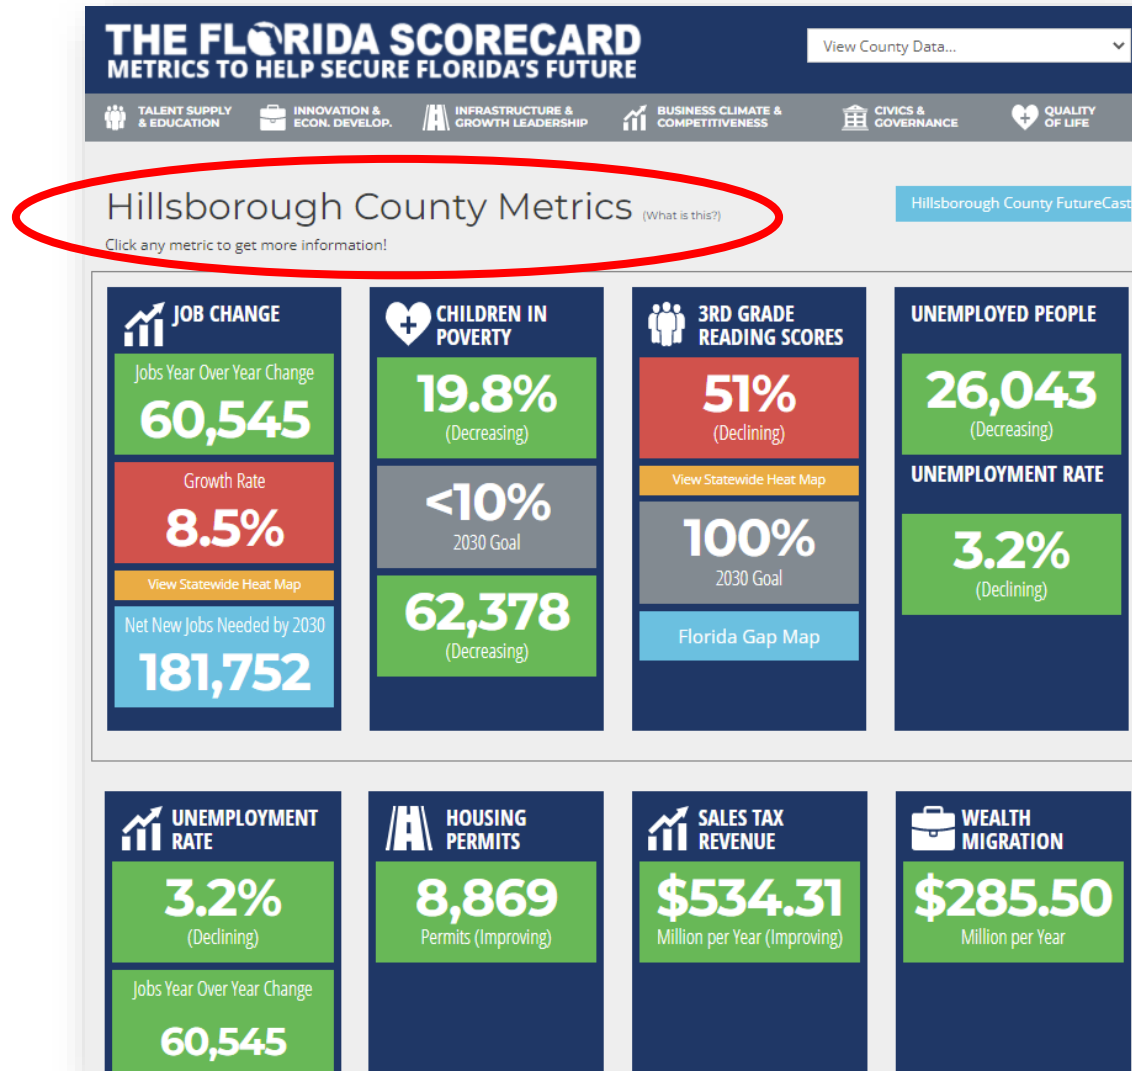 THE FLORIDA SCORECARD
METRICS TO HELP SECURE FLORIDA'S FUTURE
View County Data...
TALENT SUPPLY
& EDUCATION
INNOVATION &
ECON. DEVELOP.
INFRASTRUCTURE &
GROWTH LEADERSHIP
BUSINESS CLIMATE &
COMPETITIVENESS
CIVICS &
GOVERNANCE
QUALITY
OF LIFE
Hillsborough County Metrics (What is this?)
Hillsborough County FutureCast
Click any metric to get more information!
JOB CHANGE
Jobs Year Over Year Change
60,545
Growth Rate
8.5%
View Statewide Heat Map
Net New Jobs Needed by 2030
181,752
CHILDREN IN
POVERTY
19.8%
(Decreasing)
<10%
2030 Goal
62,378
(Decreasing)
3RD GRADE
READING SCORES
51%
(Declining)
View Statewide Heat Map
100%
2030 Goal
Florida Gap Map
UNEMPLOYED PEOPLE
26,043
(Decreasing)
UNEMPLOYMENT RATE
3.2%
(Declining)
UNEMPLOYMENT
RATE
3.2%
(Declining)
Jobs Year Over Year Change
60,545
HOUSING
PERMITS
8,869
Permits (Improving)
SALES TAX
REVENUE
$534.31
Million per Year (Improving)
WEALTH
MIGRATION
$285.50
Million per Year